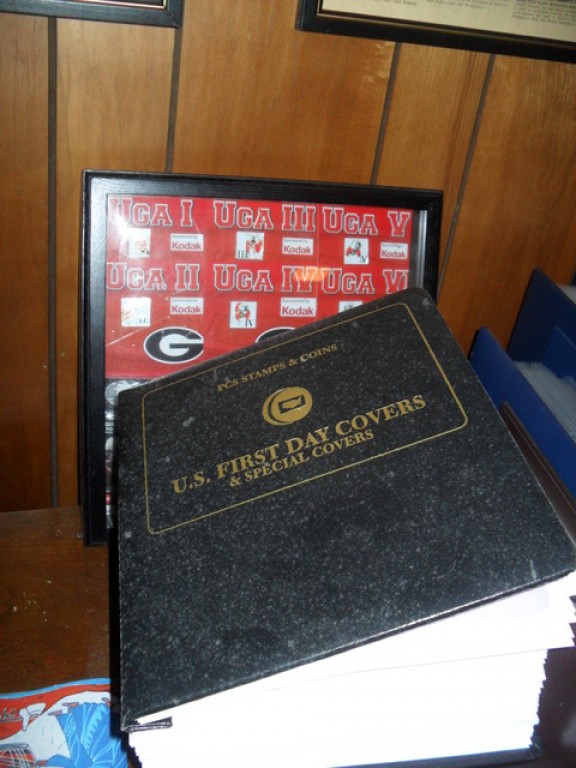 UGA I UGA III UGA V
Kodak Kodak Kodak
UGA II UGA IV UGA VI
Kodak Kodak Kodak
G
PCS STAMPS & COINS
U.S. FIRST DAY COVERS
& SPECIAL COVERS